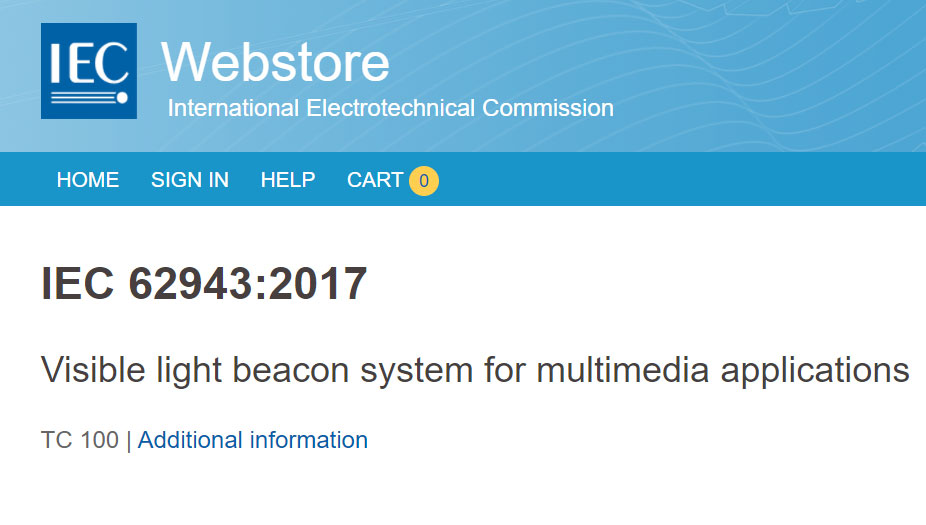 IEC
Webstore
International Electrotechnical Commission
HOME SIGN IN HELP CART 0
IEC 62943:2017
Visible light beacon system for multimedia applications
TC 100 | Additional information